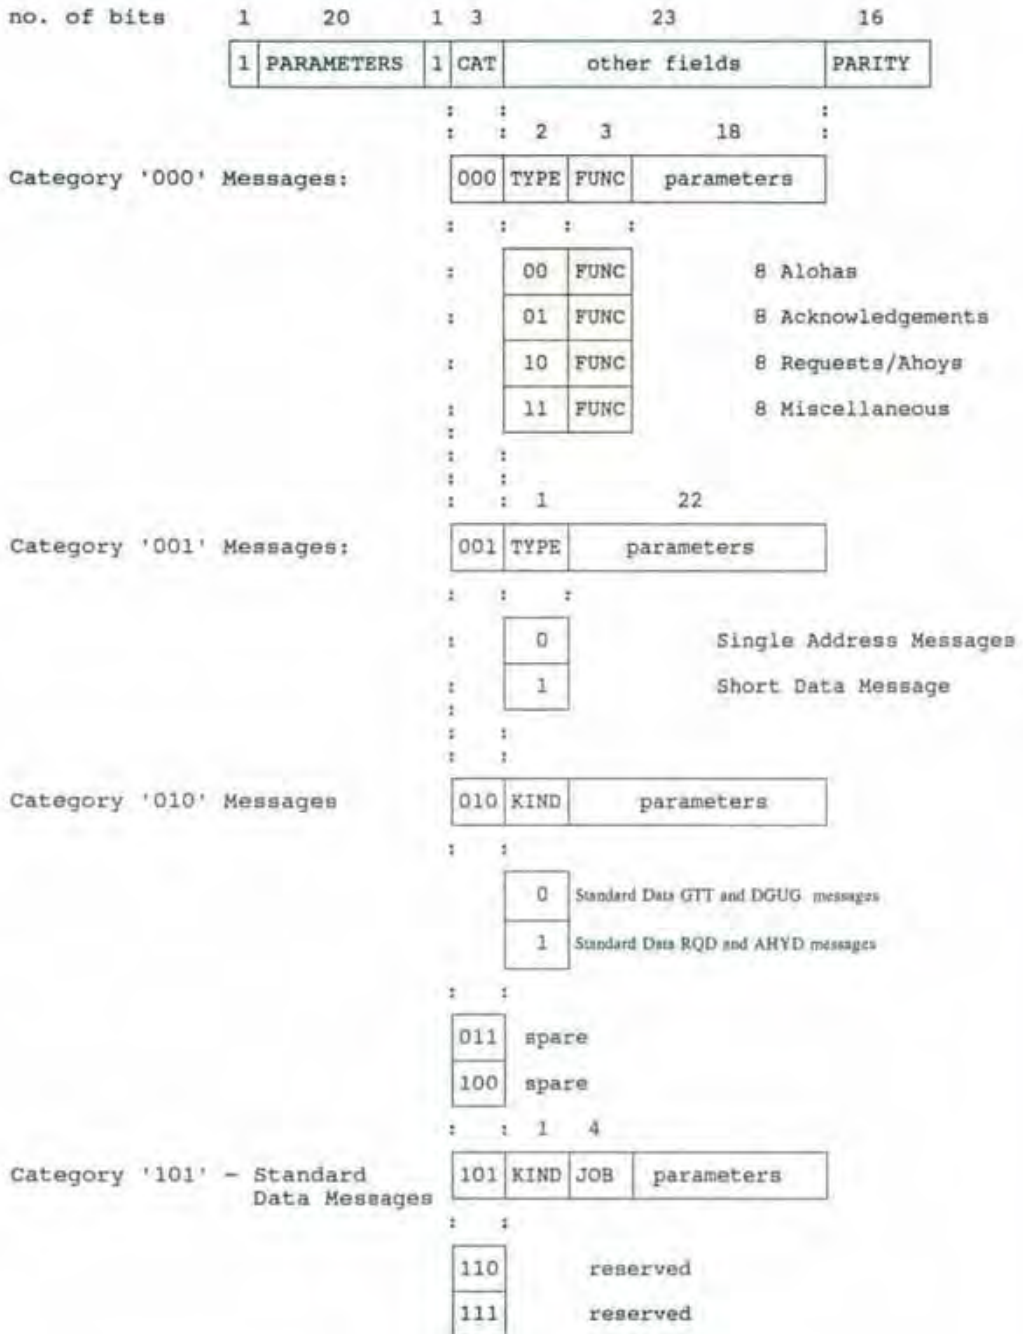 no. of bits 1 20 1 3 23 16
1 PARAMETERS 1 CAT other fields PARITY
: : :
: : 2 3 18 :
Category '000' Messages: 000 TYPE FUNC parameters
: : : :
: 00 FUNC 8 Alohas
: 01 FUNC 8 Acknowledgements
: 10 FUNC 8 Requests/Ahoys
: 11 FUNC 8 Miscellaneous
:
: :
: :
: : 1 22
Category '001' Messages: 001 TYPE parameters
: : :
: 0 Single Address Messages
: 1 Short Data Message
:
: :
: :
Category '010' Messages 010 KIND parameters
: :
0 Standard Data GTT and DGUG messages
1 Standard Data RQD and AHYD messages
: :
011 spare
100 spare
: : 1 4
Category '101' - Standard 101 KIND JOB parameters
Data Messages
: :
110 reserved
111 reserved